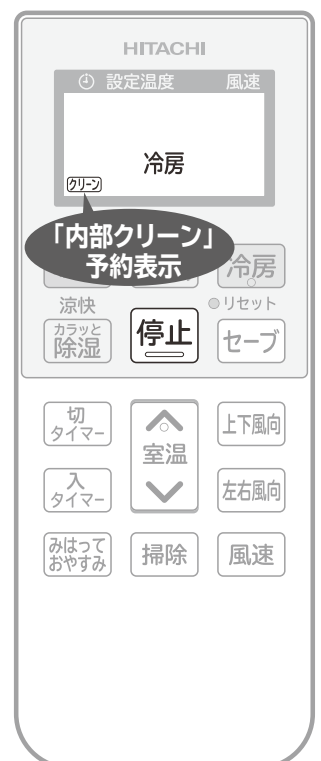 HITACHI
設定温度 風速
冷房
クリーン
「内部クリーン」
予約表示
冷房
涼快
リセット
カラッと
除湿
停止
セーブ
切
タイマー
室温
上下風向
入
タイマー
左右風向
みはって
おやすみ
掃除
風速